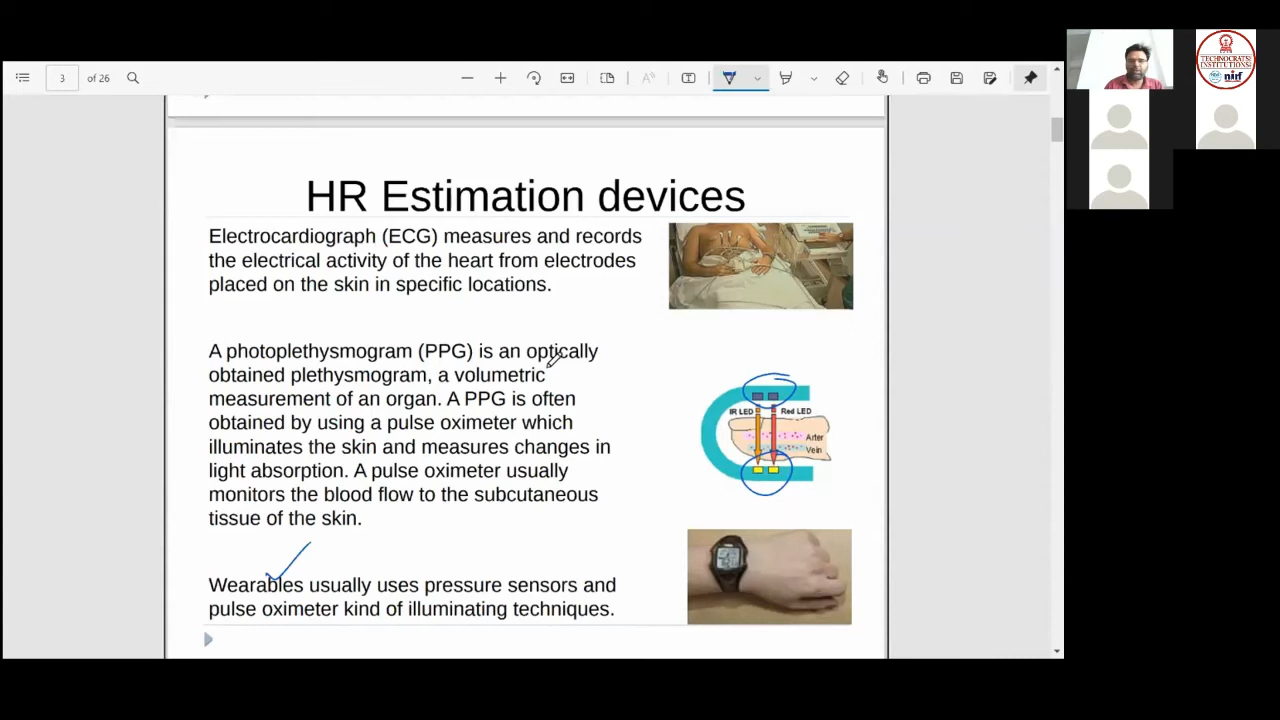 3 of 26
HR Estimation devices
Electrocardiograph (ECG) measures and records
the electrical activity of the heart from electrodes
placed on the skin in specific locations.
A photoplethysmogram (PPG) is an optically
obtained plethysmogram, a volumetric
measurement of an organ. A PPG is often
obtained by using a pulse oximeter which
illuminates the skin and measures changes in
light absorption. A pulse oximeter usually
monitors the blood flow to the subcutaneous
tissue of the skin.
Wearables usually uses pressure sensors and
pulse oximeter kind of illuminating techniques.
IR LED Red LED
Arter
Vein
TECHNOCRATS
INSTITUTIONS
nirf